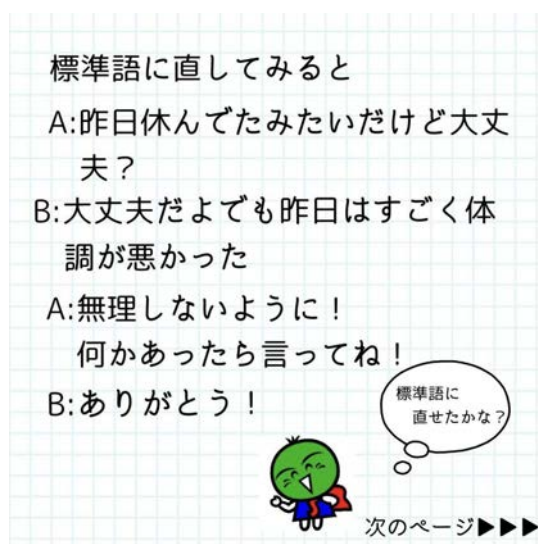 標準語に直してみると
A:昨日休んでたみたいだけど大丈
夫？
B:大丈夫だよでも昨日はすごく体
調が悪かった
A:無理しないように！
何かあったら言ってね！
B:ありがとう！
標準語に
直せたかな？
次のページ▶▶▶